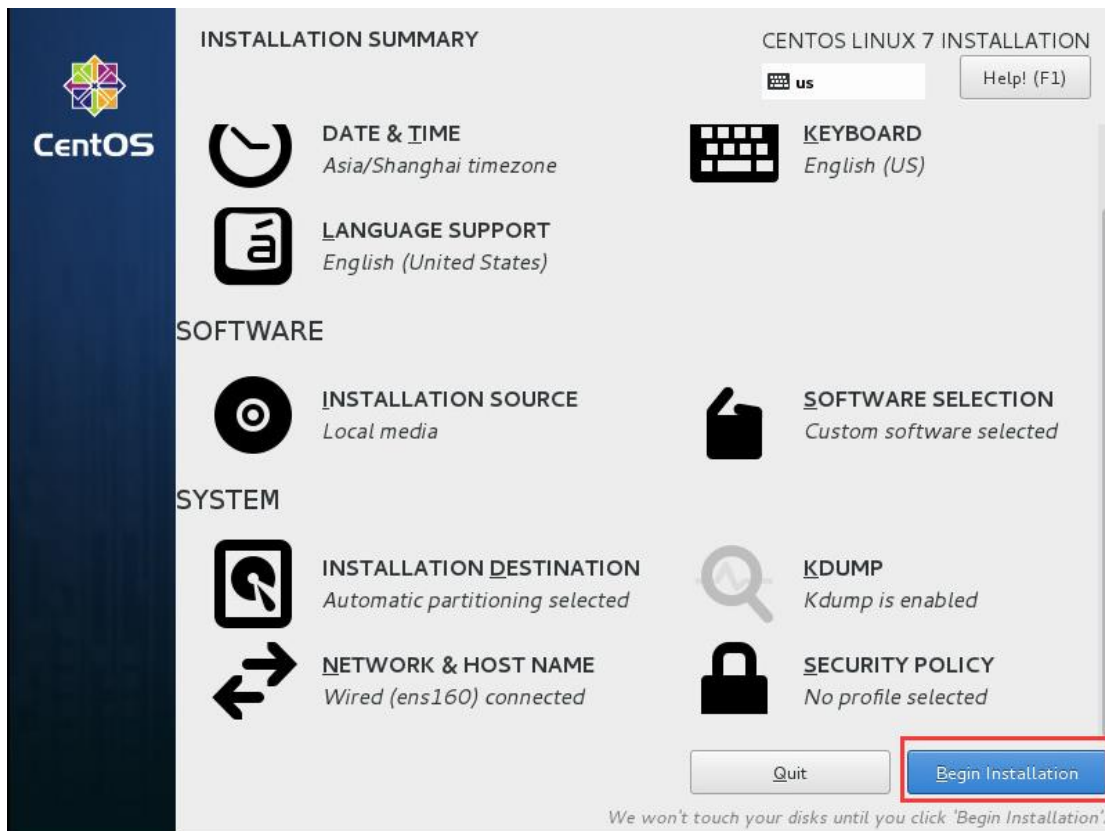 INSTALLATION SUMMARY
CENTOS LINUX 7 INSTALLATION
us
Help! (F1)
CentOS
DATE & TIME
Asia/Shanghai timezone
KEYBOARD
English (US)
á
LANGUAGE SUPPORT
English (United States)
SOFTWARE
INSTALLATION SOURCE
Local media
SOFTWARE SELECTION
Custom software selected
SYSTEM
INSTALLATION DESTINATION
Automatic partitioning selected
KDUMP
Kdump is enabled
NETWORK & HOST NAME
Wired (ens160) connected
SECURITY POLICY
No profile selected
Quit
Begin Installation
We won't touch your disks until you click 'Begin Installation'.